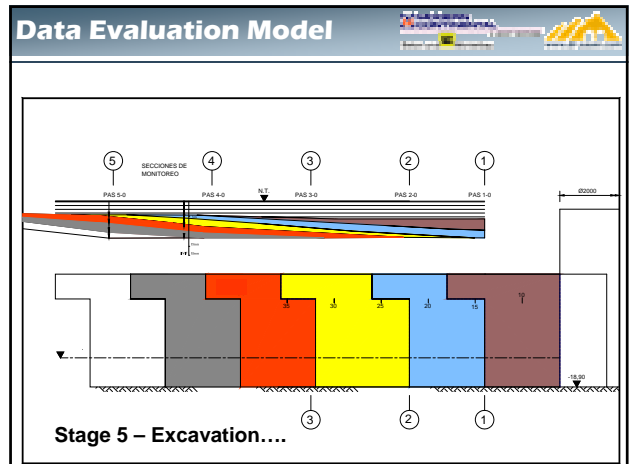 Data Evaluation Model
5
4
3
2
1
SECCIONES DE
MONITOREO
PAS 5-0
PAS 4-0
N.T.
PAS 3-0
PAS 2-0
PAS 1-0
Ø2000
35
30
25
20
15
10
-18,90
3
2
1
Stage 5 – Excavation....